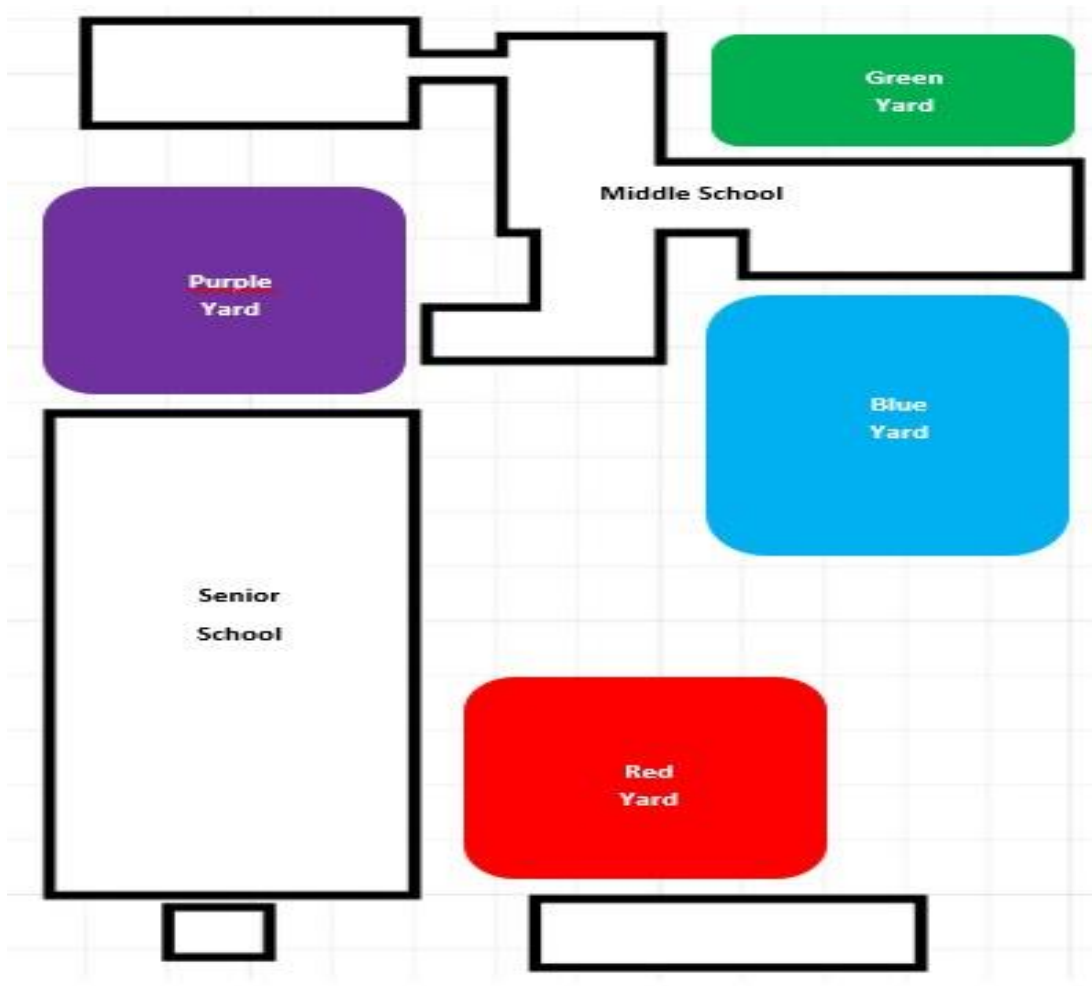 Green
Yard
Middle School
Purple
Yard
Blue
Yard
Senior
School
Red
Yard